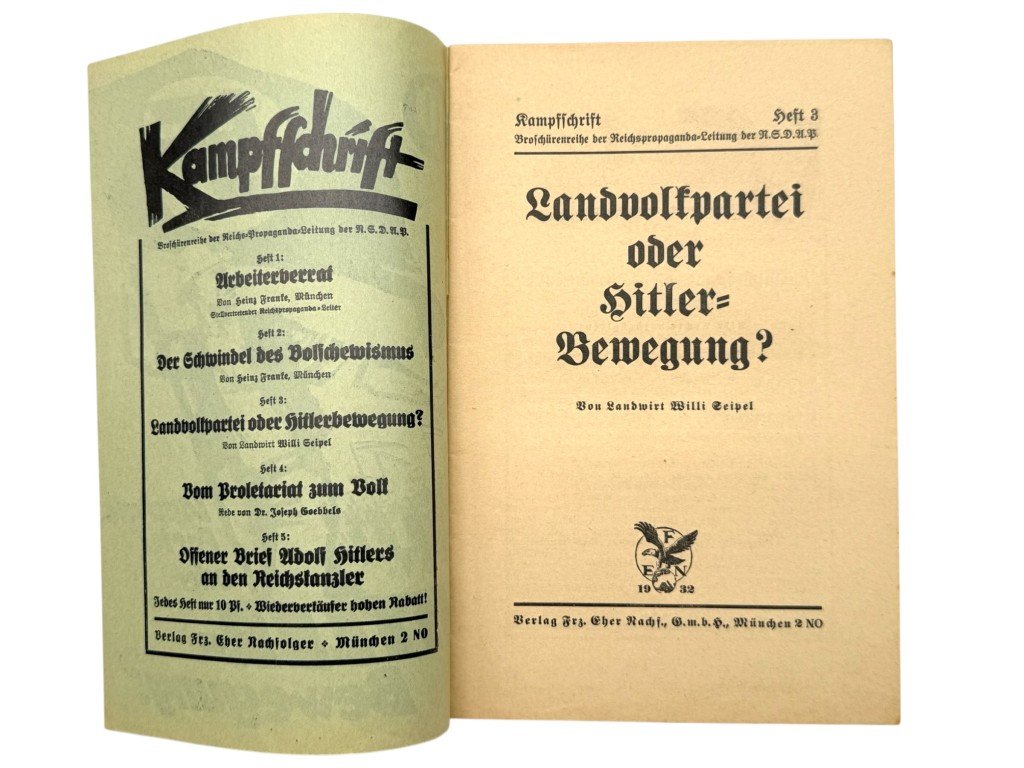 Kampfschrift
Broschürenreihe der Reichs-Propaganda-Leitung der N.S.D.A.P.
Heft 1:
Arbeiterverrat
Von Heinz Franke, München
Stellvertretender Reichspropaganda-Leiter
Heft 2:
Der Schwindel des Bolschewismus
Von Heinz Franke, München
Heft 3:
Landvolkpartei oder Hitlerbewegung?
Von Landwirt Willi Seipel
Heft 4:
Vom Proletariat zum Volk
Rede von Dr. Joseph Goebbels
Heft 5:
Offener Brief Adolf Hitlers
an den Reichskanzler
Jedes Heft nur 10 Pf. + Wiederverkäufer hohen Rabatt!
Verlag Frz. Eher Nachfolger + München 2 NO
Kampfschrift Heft 3
Broschürenreihe der Reichspropaganda-Leitung der N.S.D.A.P.
Landvolkpartei
oder
Hitler-
Bewegung?
Von Landwirt Willi Seipel
F
E N
19 32
Verlag Frz. Eher Nachf., G.m.b.H., München 2 NO